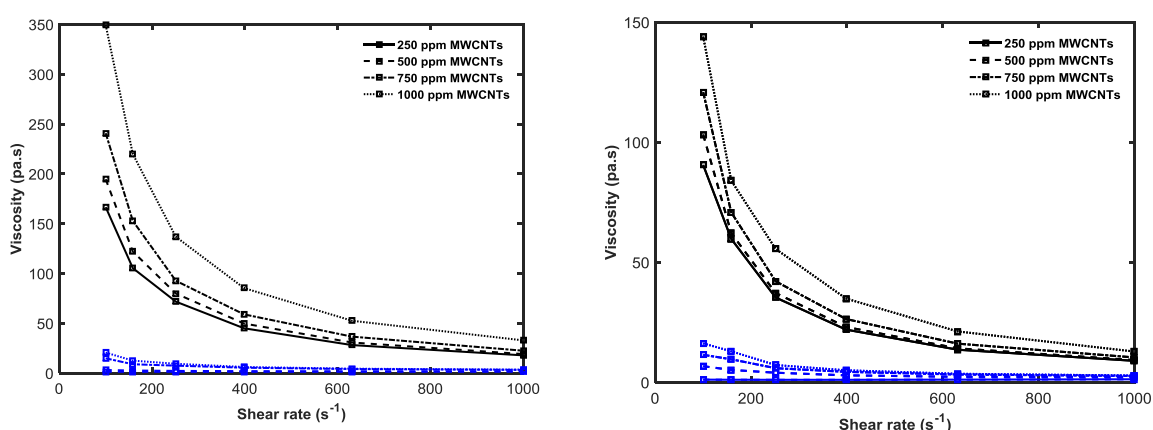 350
300
250
200
150
100
50
0
Viscosity (pa.s)
0 200 400 600 800 1000
Shear rate (s-1)
250 ppm MWCNTs
500 ppm MWCNTs
750 ppm MWCNTs
1000 ppm MWCNTs
150
100
50
0
Viscosity (pa.s)
0 200 400 600 800 1000
Shear rate (s-1)
250 ppm MWCNTs
500 ppm MWCNTs
750 ppm MWCNTs
1000 ppm MWCNTs